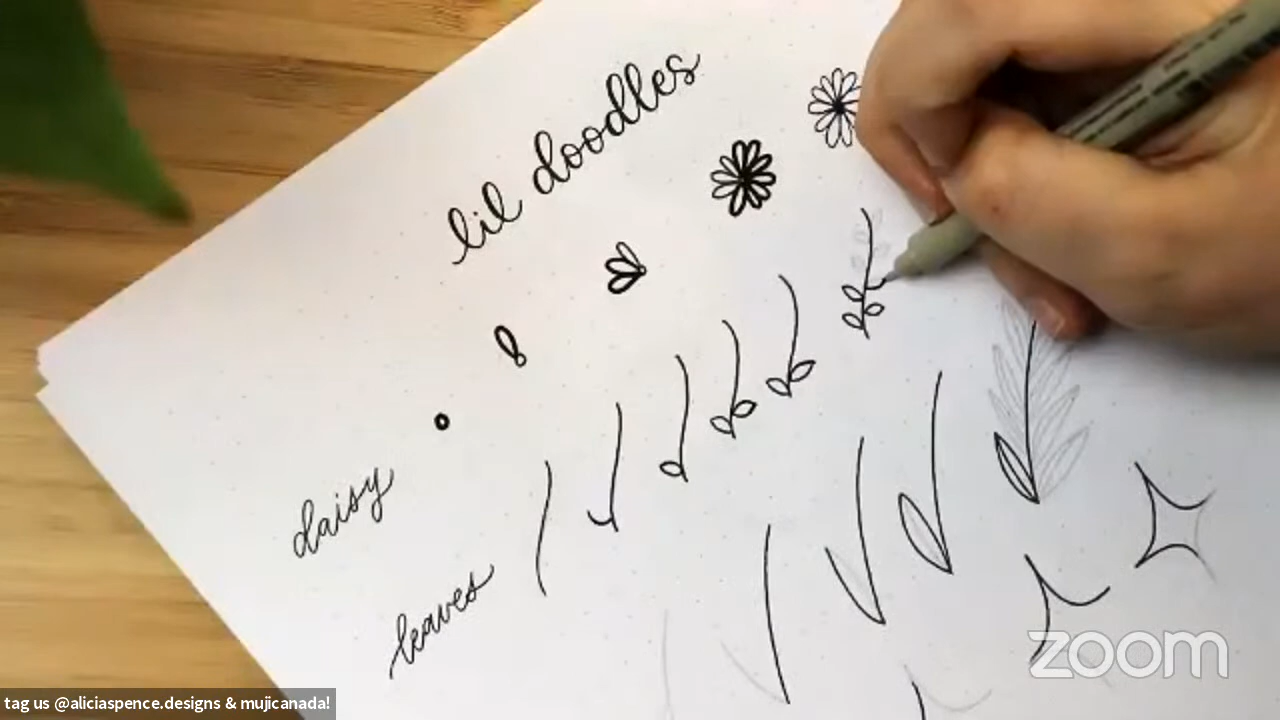 lil doodles
daisy
leaves
zoom
tag us @aliciaspence.designs & mujicanada!